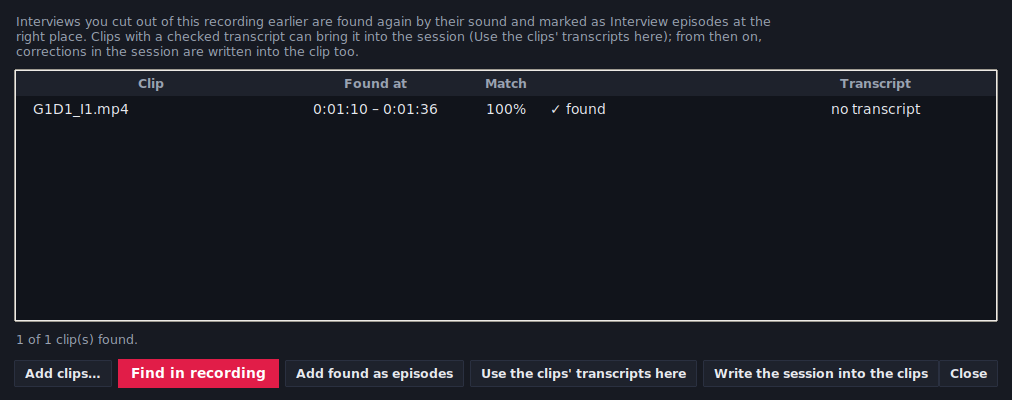 Interviews you cut out of this recording earlier are found again by their sound and marked as Interview episodes at the
right place. Clips with a checked transcript can bring it into the session (Use the clips' transcripts here); from then on,
corrections in the session are written into the clip too.
Clip Found at Match Transcript
G1D1_I1.mp4 0:01:10 – 0:01:36 100% ✓ found no transcript
1 of 1 clip(s) found.
Add clips... Find in recording Add found as episodes Use the clips' transcripts here Write the session into the clips Close